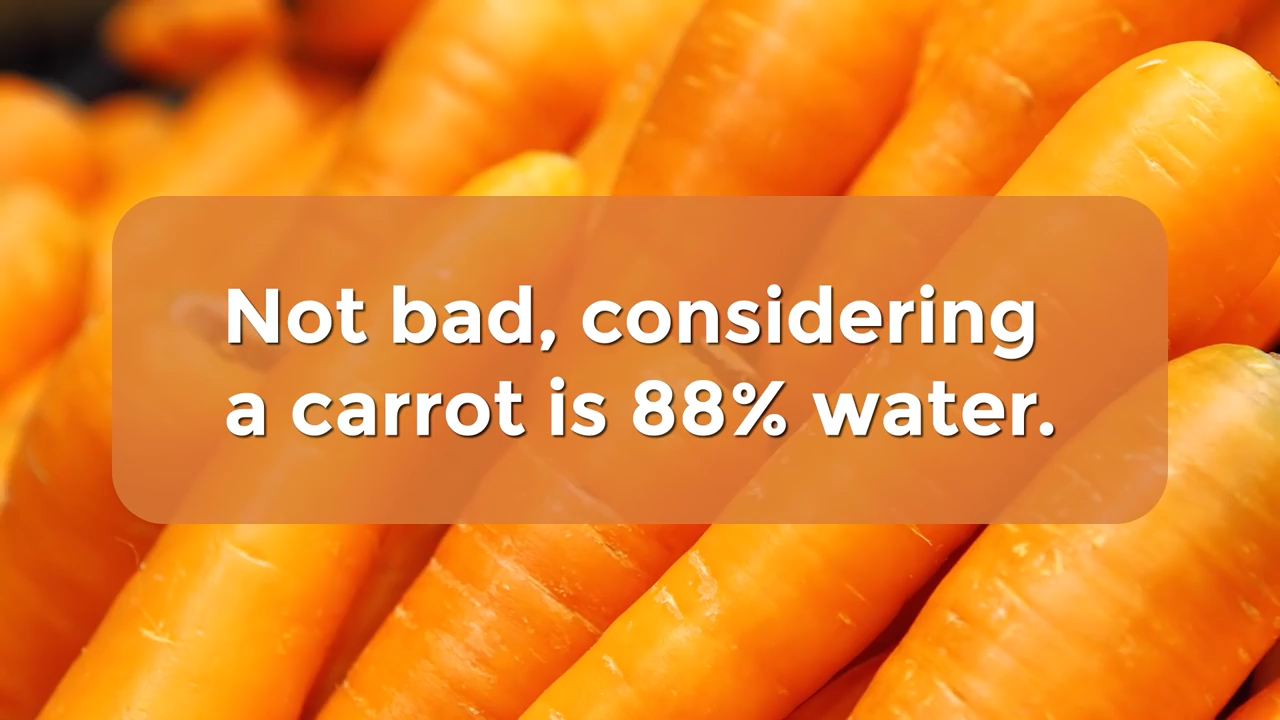 Not bad, considering
a carrot is 88% water.